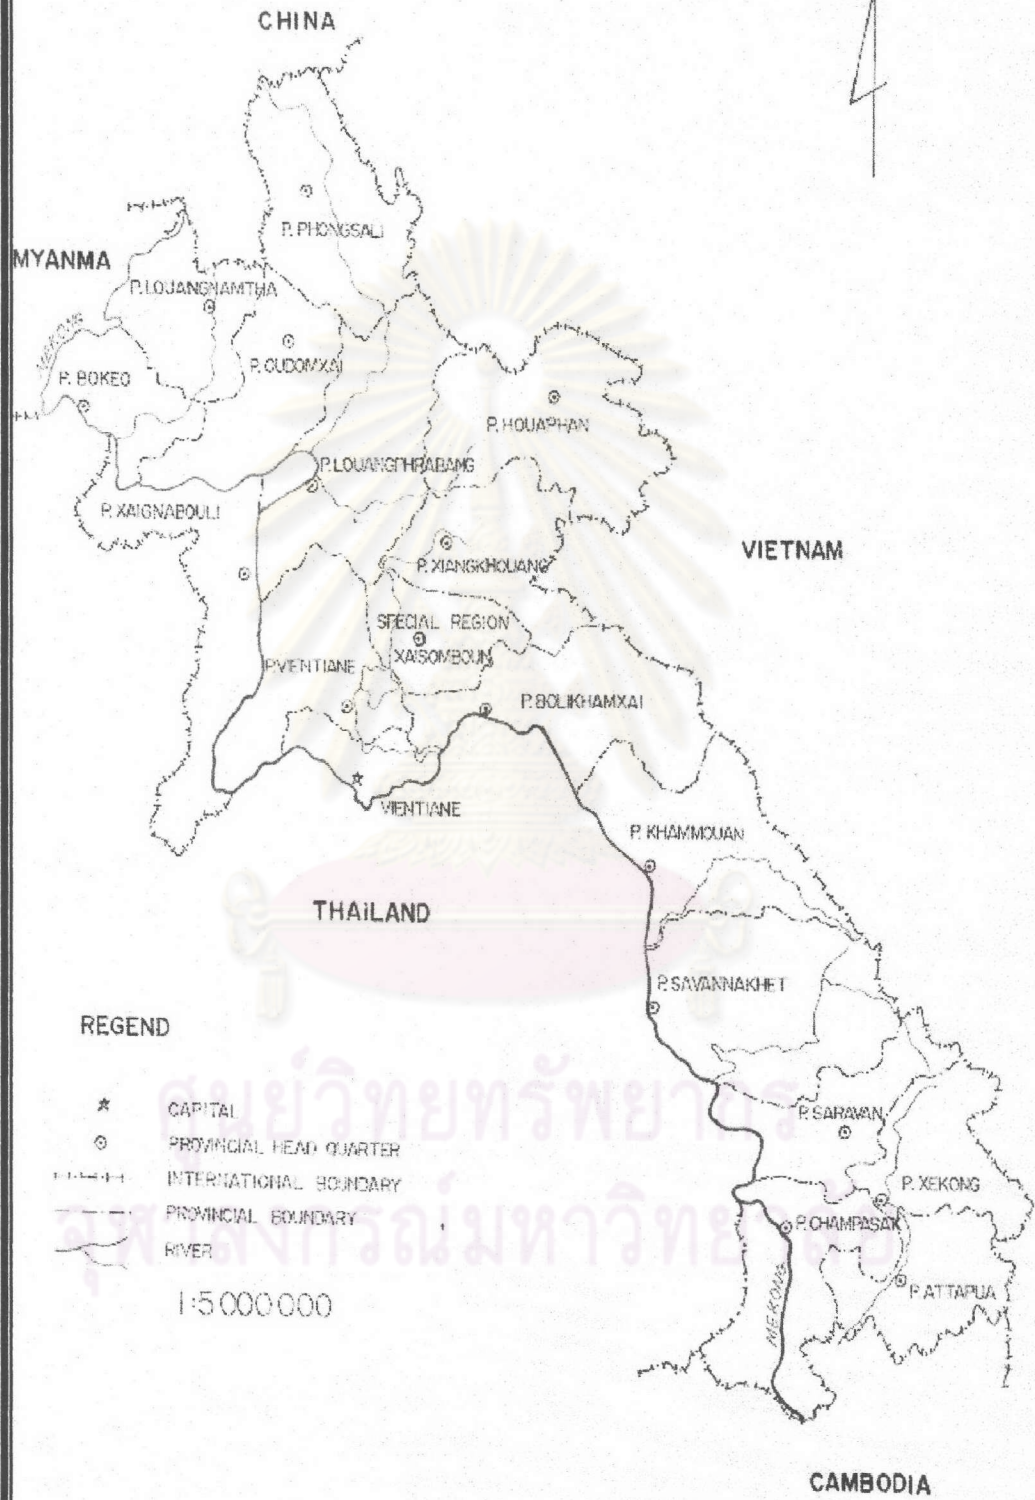 CHINA
P. PHONGSALI
MYANMA
P. LOUANGNAMTHA
MEKONG
P. OUDOMXAI
P. BOKEO
P. HOUAPHAN
P. LOUANGPHRABANG
P. XAIGNABOULI
VIETNAM
P. XIANGKHOUANG
SPECIAL REGION
XAISOMBOUN
P. VIENTIANE
P. BOLIKHAMXAI
VIENTIANE
P. KHAMMOUAN
THAILAND
P. SAVANNAKHET
REGEND
CAPITAL
PROVINCIAL HEAD QUARTER
INTERNATIONAL BOUNDARY
PROVINCIAL BOUNDARY
RIVER
1:5000000
P. SARAVAN
P. XEKONG
P. CHAMPASAK
MEKONG
P. ATTAPUA
CAMBODIA
ศูนย์วิทยทรัพยากร
จุฬาลงกรณ์มหาวิทยาลัย